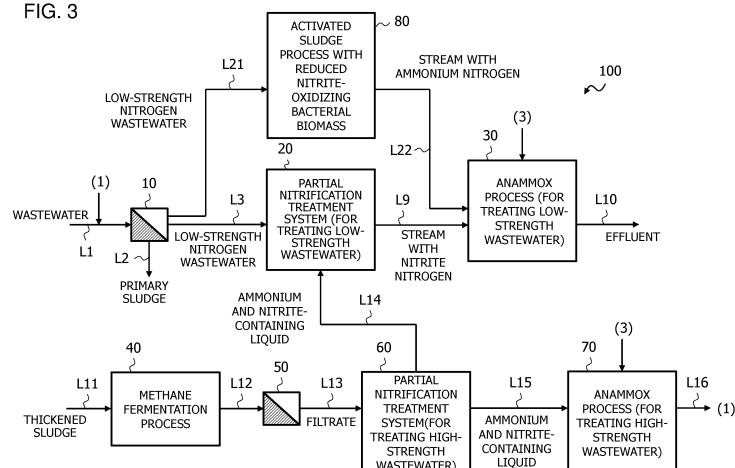 FIG. 3
ACTIVATED
SLUDGE
PROCESS WITH
REDUCED
NITRITE-
OXIDIZING
BACTERIAL
BIOMASS
80
STREAM WITH
AMMONIUM NITROGEN
L21
100
LOW-STRENGTH
NITROGEN
WASTEWATER
(3)
20
L22
30
(1)
10
L3
PARTIAL
NITRIFICATION
TREATMENT
SYSTEM (FOR
TREATING LOW-
STRENGTH
WASTEWATER)
L9
ANAMMOX
PROCESS (FOR
TREATING LOW-
STRENGTH
WASTEWATER)
L10
WASTEWATER
L1
L2
LOW-STRENGTH
NITROGEN
WASTEWATER
STREAM
WITH
NITRITE
NITROGEN
EFFLUENT
PRIMARY
SLUDGE
AMMONIUM
AND NITRITE-
CONTAINING
LIQUID
L14
(3)
40
50
60
70
L11
METHANE
FERMENTATION
PROCESS
L12
L13
PARTIAL
NITRIFICATION
TREATMENT
SYSTEM(FOR
TREATING HIGH-
STRENGTH
WASTEWATER)
L15
ANAMMOX
PROCESS (FOR
TREATING HIGH-
STRENGTH
WASTEWATER)
L16
(1)
THICKENED
SLUDGE
FILTRATE
AMMONIUM
AND NITRITE-
CONTAINING
LIQUID